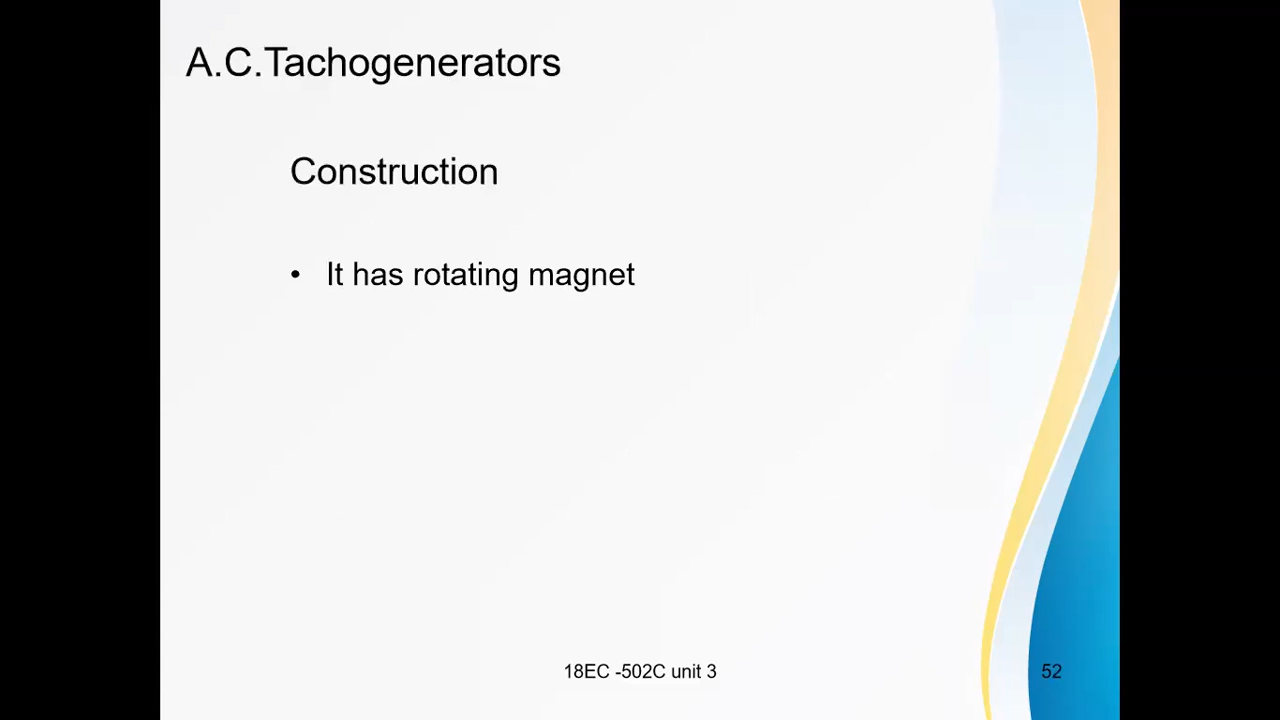 A.C.Tachogenerators
Construction
• It has rotating magnet
18EC -502C unit 3
52